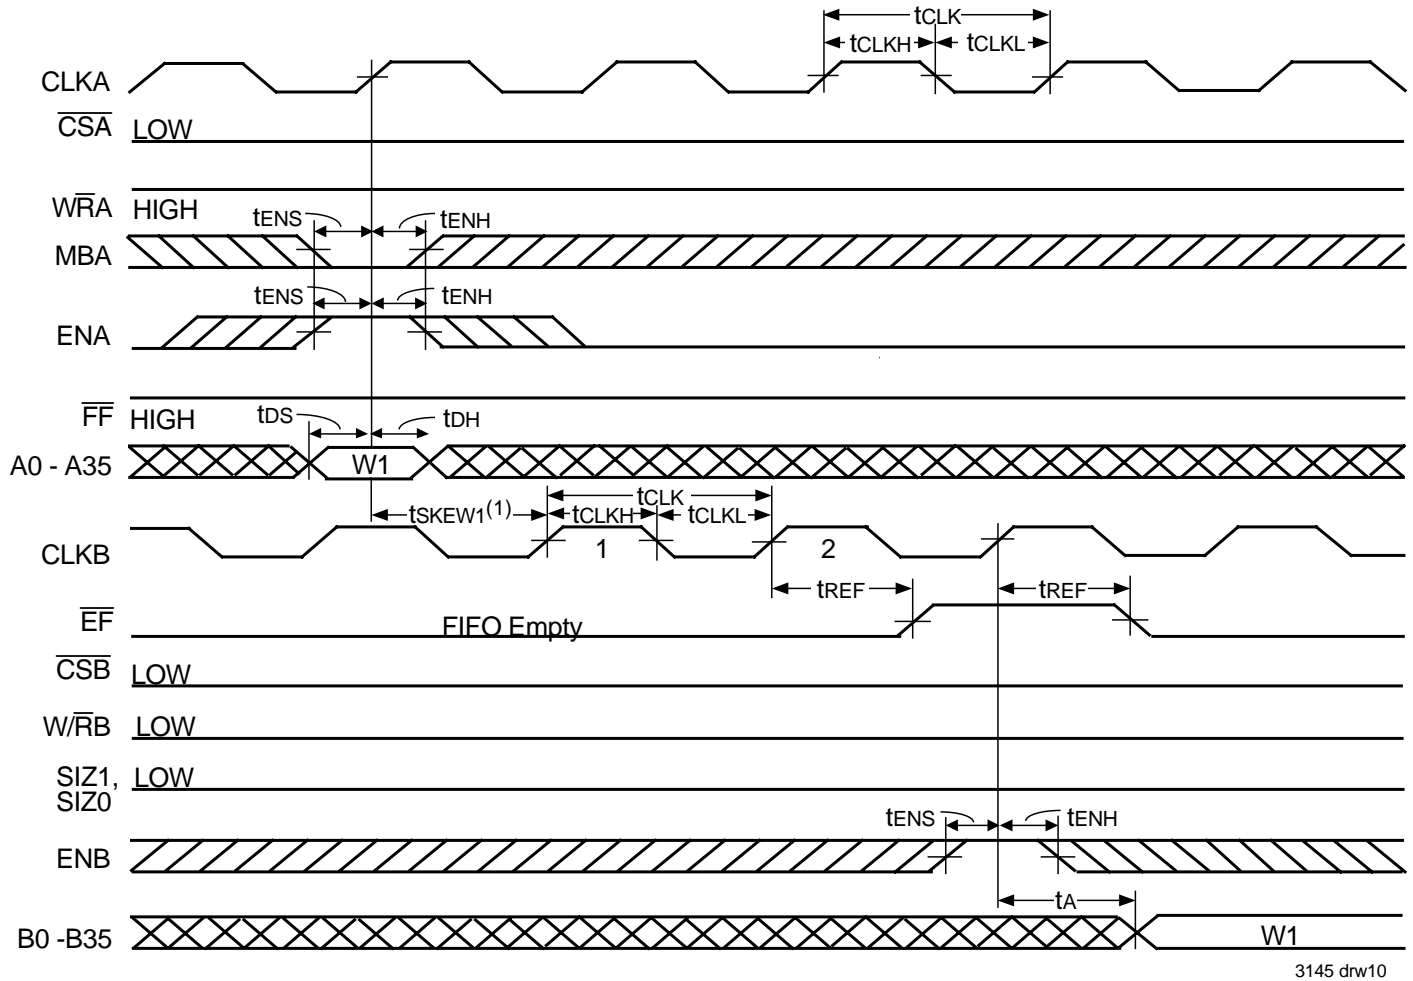 tCLK
tCLKH tCLKL
CLKA
CSA LOW
WRA HIGH
tENS tENH
MBA
tENS tENH
ENA
FF HIGH
tDS tDH
A0 - A35 W1
tCLK
tSKEW1(1) tCLKH tCLKL
CLKB 1 2
tREF tREF
EF FIFO Empty
CSB LOW
W/RB LOW
SIZ1, LOW
SIZ0
tENS tENH
ENB
tA
B0 -B35 W1
3145 drw10